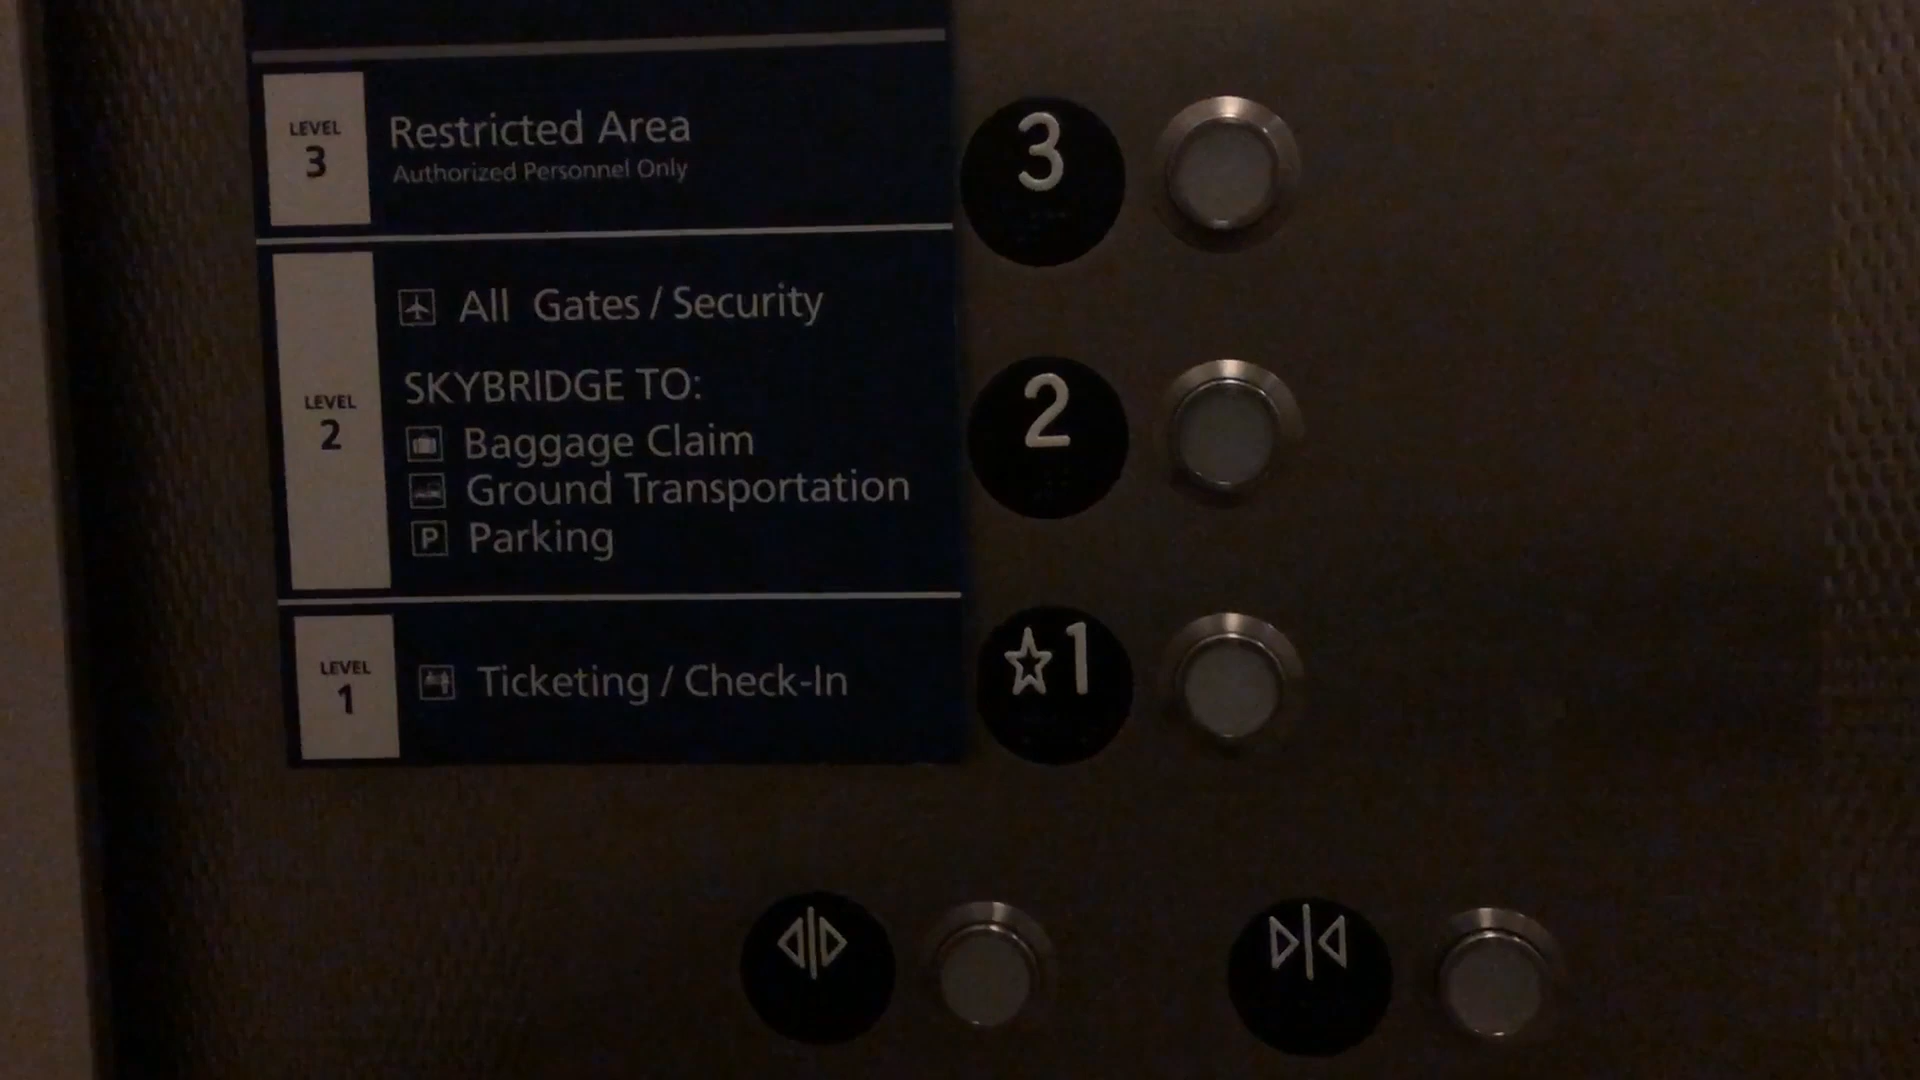 LEVEL
3
Restricted Area
Authorized Personnel Only
3
LEVEL
2
All Gates / Security
SKYBRIDGE TO:
Baggage Claim
Ground Transportation
P Parking
2
LEVEL
1
Ticketing / Check-In
☆1